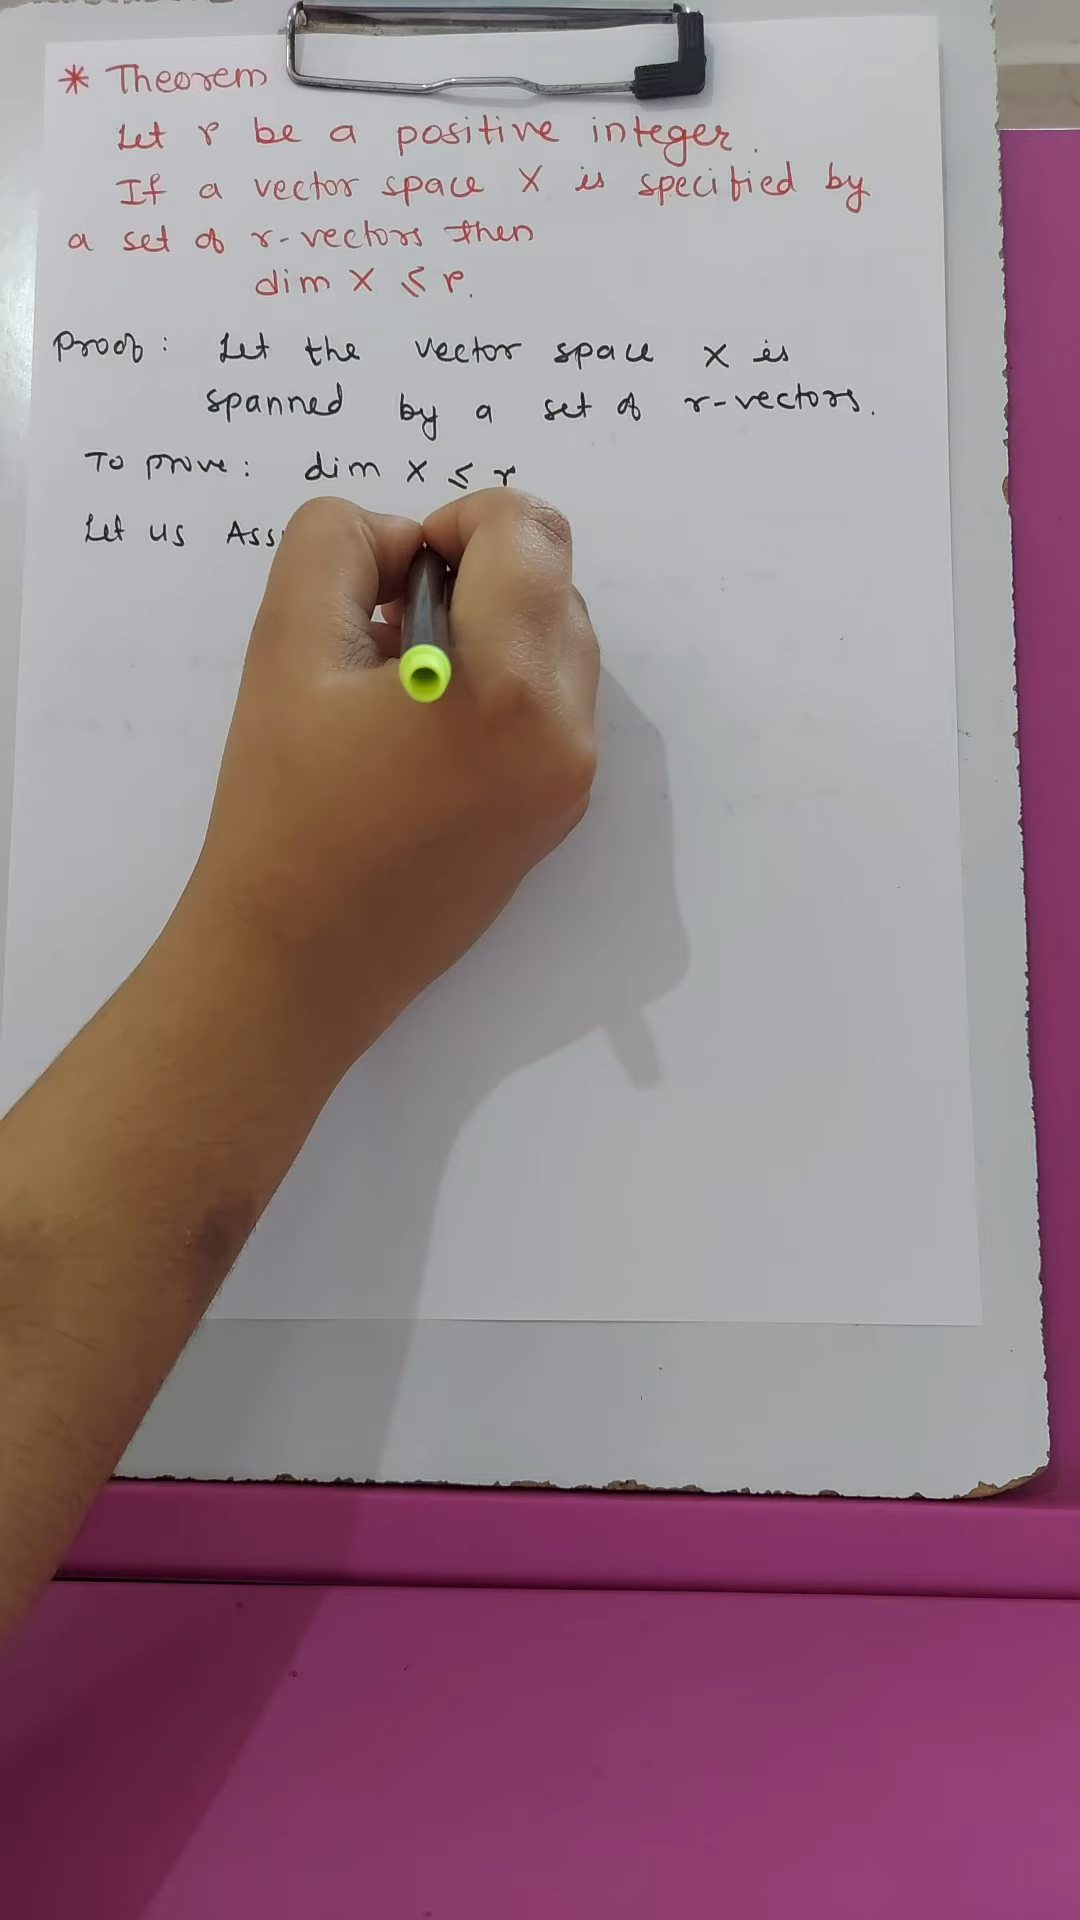 * Theorem
Let r be a positive integer.
If a vector space X is specified by
a set of r-vectors then
dim X ≤ r.
Proof: Let the vector space X is
spanned by a set of r-vectors.
To prove: dim X ≤ r
Let us Ass